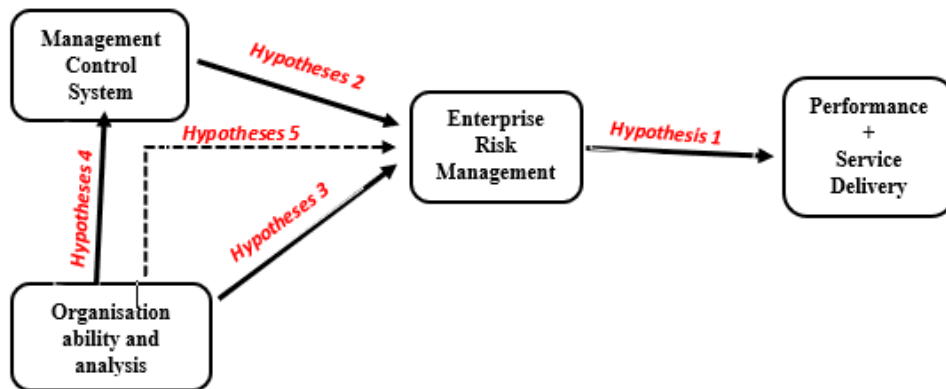 Management
Control
System
Hypotheses 2
Hypotheses 5
Enterprise
Risk
Management
Hypothesis 1
Performance
+
Service
Delivery
Hypotheses 4
Hypotheses 3
Organisation
ability and
analysis